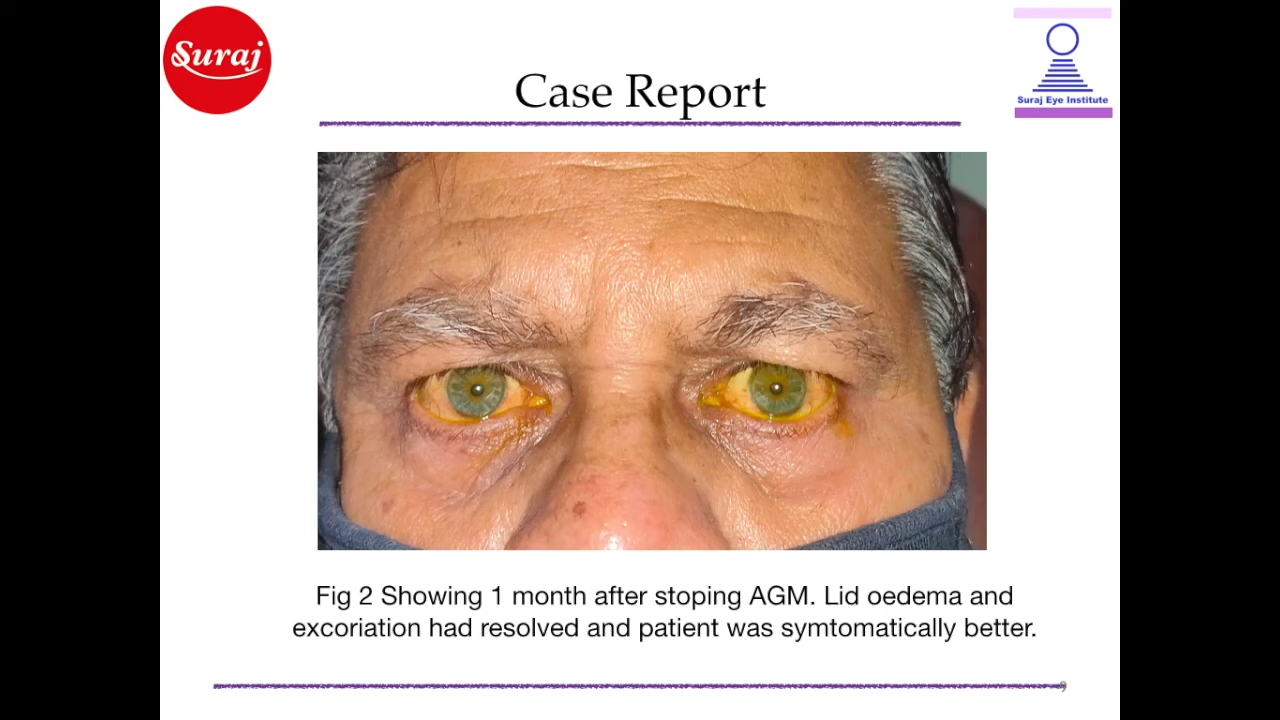 Suraj
Suraj Eye Institute
Case Report
Fig 2 Showing 1 month after stoping AGM. Lid oedema and
excoriation had resolved and patient was symtomatically better.
9